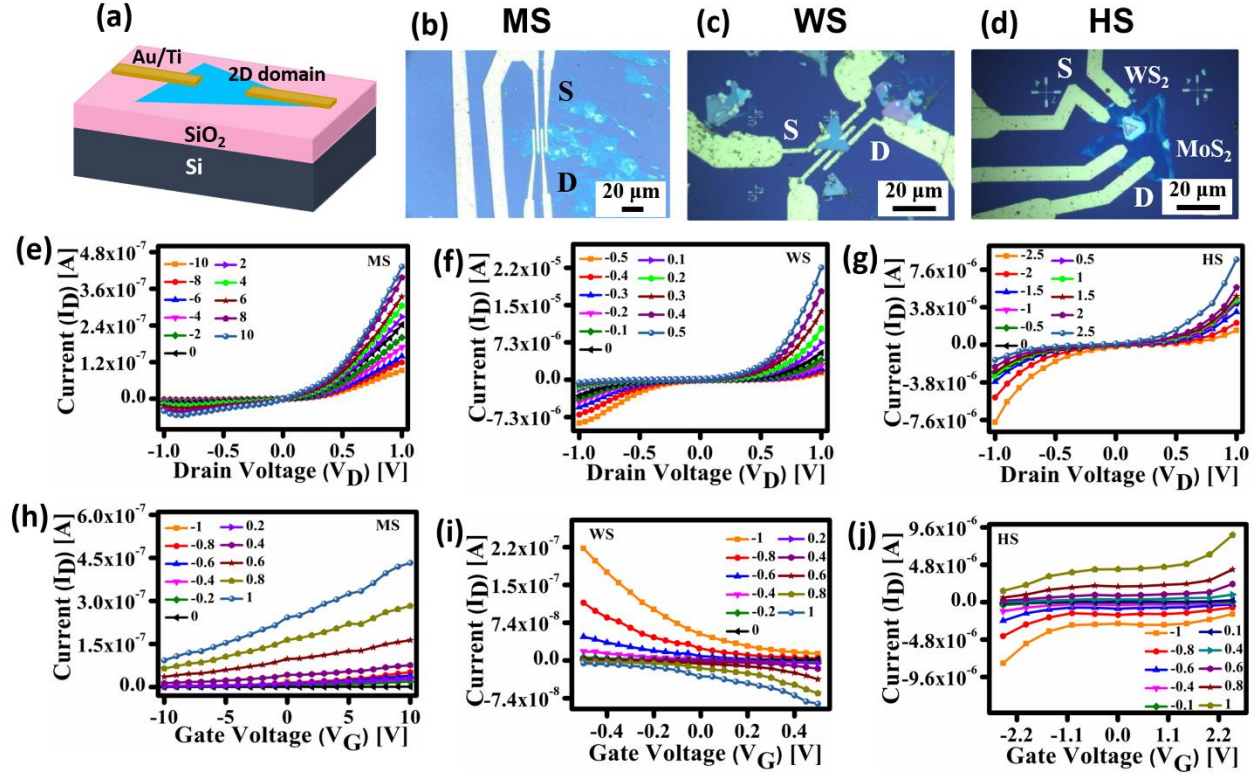 (a)
Au/Ti
2D domain
SiO2
Si
(b) MS
S
D
20 µm
(c) WS
S
D
20 µm
(d) HS
S
WS2
MoS2
D
20 µm
(e)
MS
Current (ID) [A]
4.8x10-7
3.6x10-7
2.4x10-7
1.2x10-7
0.0
-10 2
-8 4
-6 6
-4 8
-2 10
0
-1.0 -0.5 0.0 0.5 1.0
Drain Voltage (VD) [V]
(f)
WS
Current (ID) [A]
2.2x10-5
1.5x10-5
7.3x10-6
0.0
-7.3x10-6
-0.5 0.1
-0.4 0.2
-0.3 0.3
-0.2 0.4
-0.1 0.5
0
-1.0 -0.5 0.0 0.5 1.0
Drain Voltage (VD) [V]
(g)
HS
Current (ID) [A]
7.6x10-6
3.8x10-6
0.0
-3.8x10-6
-7.6x10-6
-2.5 0.5
-2 1
-1.5 1.5
-1 2
-0.5 2.5
0
-1.0 -0.5 0.0 0.5 1.0
Drain Voltage (VD) [V]
(h)
MS
Current (ID) [A]
6.0x10-7
4.5x10-7
3.0x10-7
1.5x10-7
0.0
-1 0.2
-0.8 0.4
-0.6 0.6
-0.4 0.8
-0.2 1
0
-10 -5 0 5 10
Gate Voltage (VG) [V]
(i)
WS
Current (ID) [A]
2.2x10-7
1.5x10-7
7.4x10-8
0.0
-7.4x10-8
-1 0.2
-0.8 0.4
-0.6 0.6
-0.4 0.8
-0.2 1
0
-0.4 -0.2 0.0 0.2 0.4
Gate Voltage (VG) [V]
(j)
HS
Current (ID) [A]
9.6x10-6
4.8x10-6
0.0
-4.8x10-6
-9.6x10-6
-1 0.1
-0.8 0.4
-0.6 0.6
-0.4 0.8
-0.1 1
-2.2 -1.1 0.0 1.1 2.2
Gate Voltage (VG) [V]